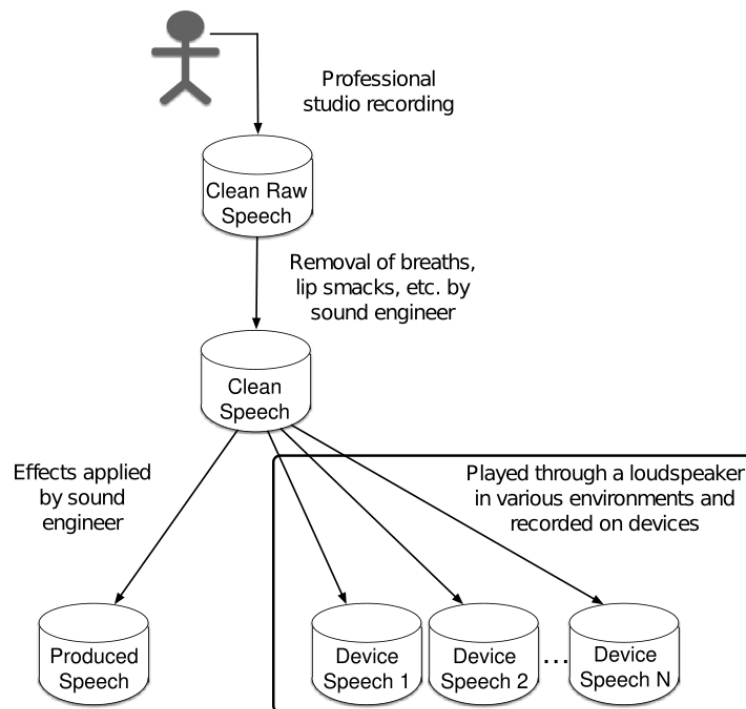 Professional
studio recording
Clean Raw
Speech
Removal of breaths,
lip smacks, etc. by
sound engineer
Clean
Speech
Effects applied
by sound
engineer
Played through a loudspeaker
in various environments and
recorded on devices
Produced
Speech
Device
Speech 1
Device
Speech 2
...
Device
Speech N